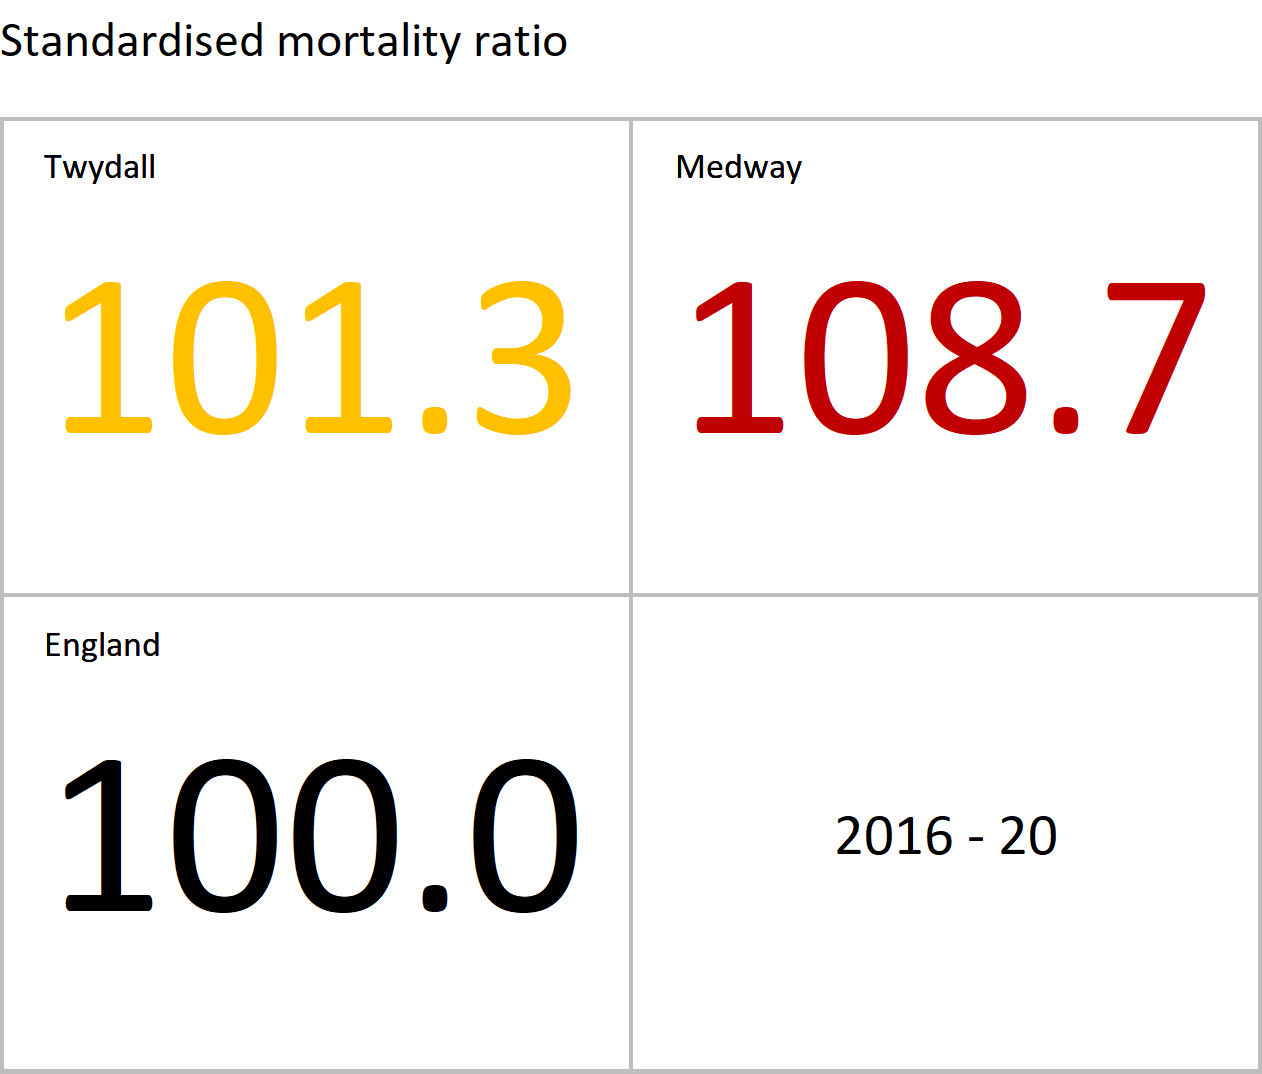 Standardised mortality ratio
Twydall
101.3
Medway
108.7
England
100.0
2016 - 20